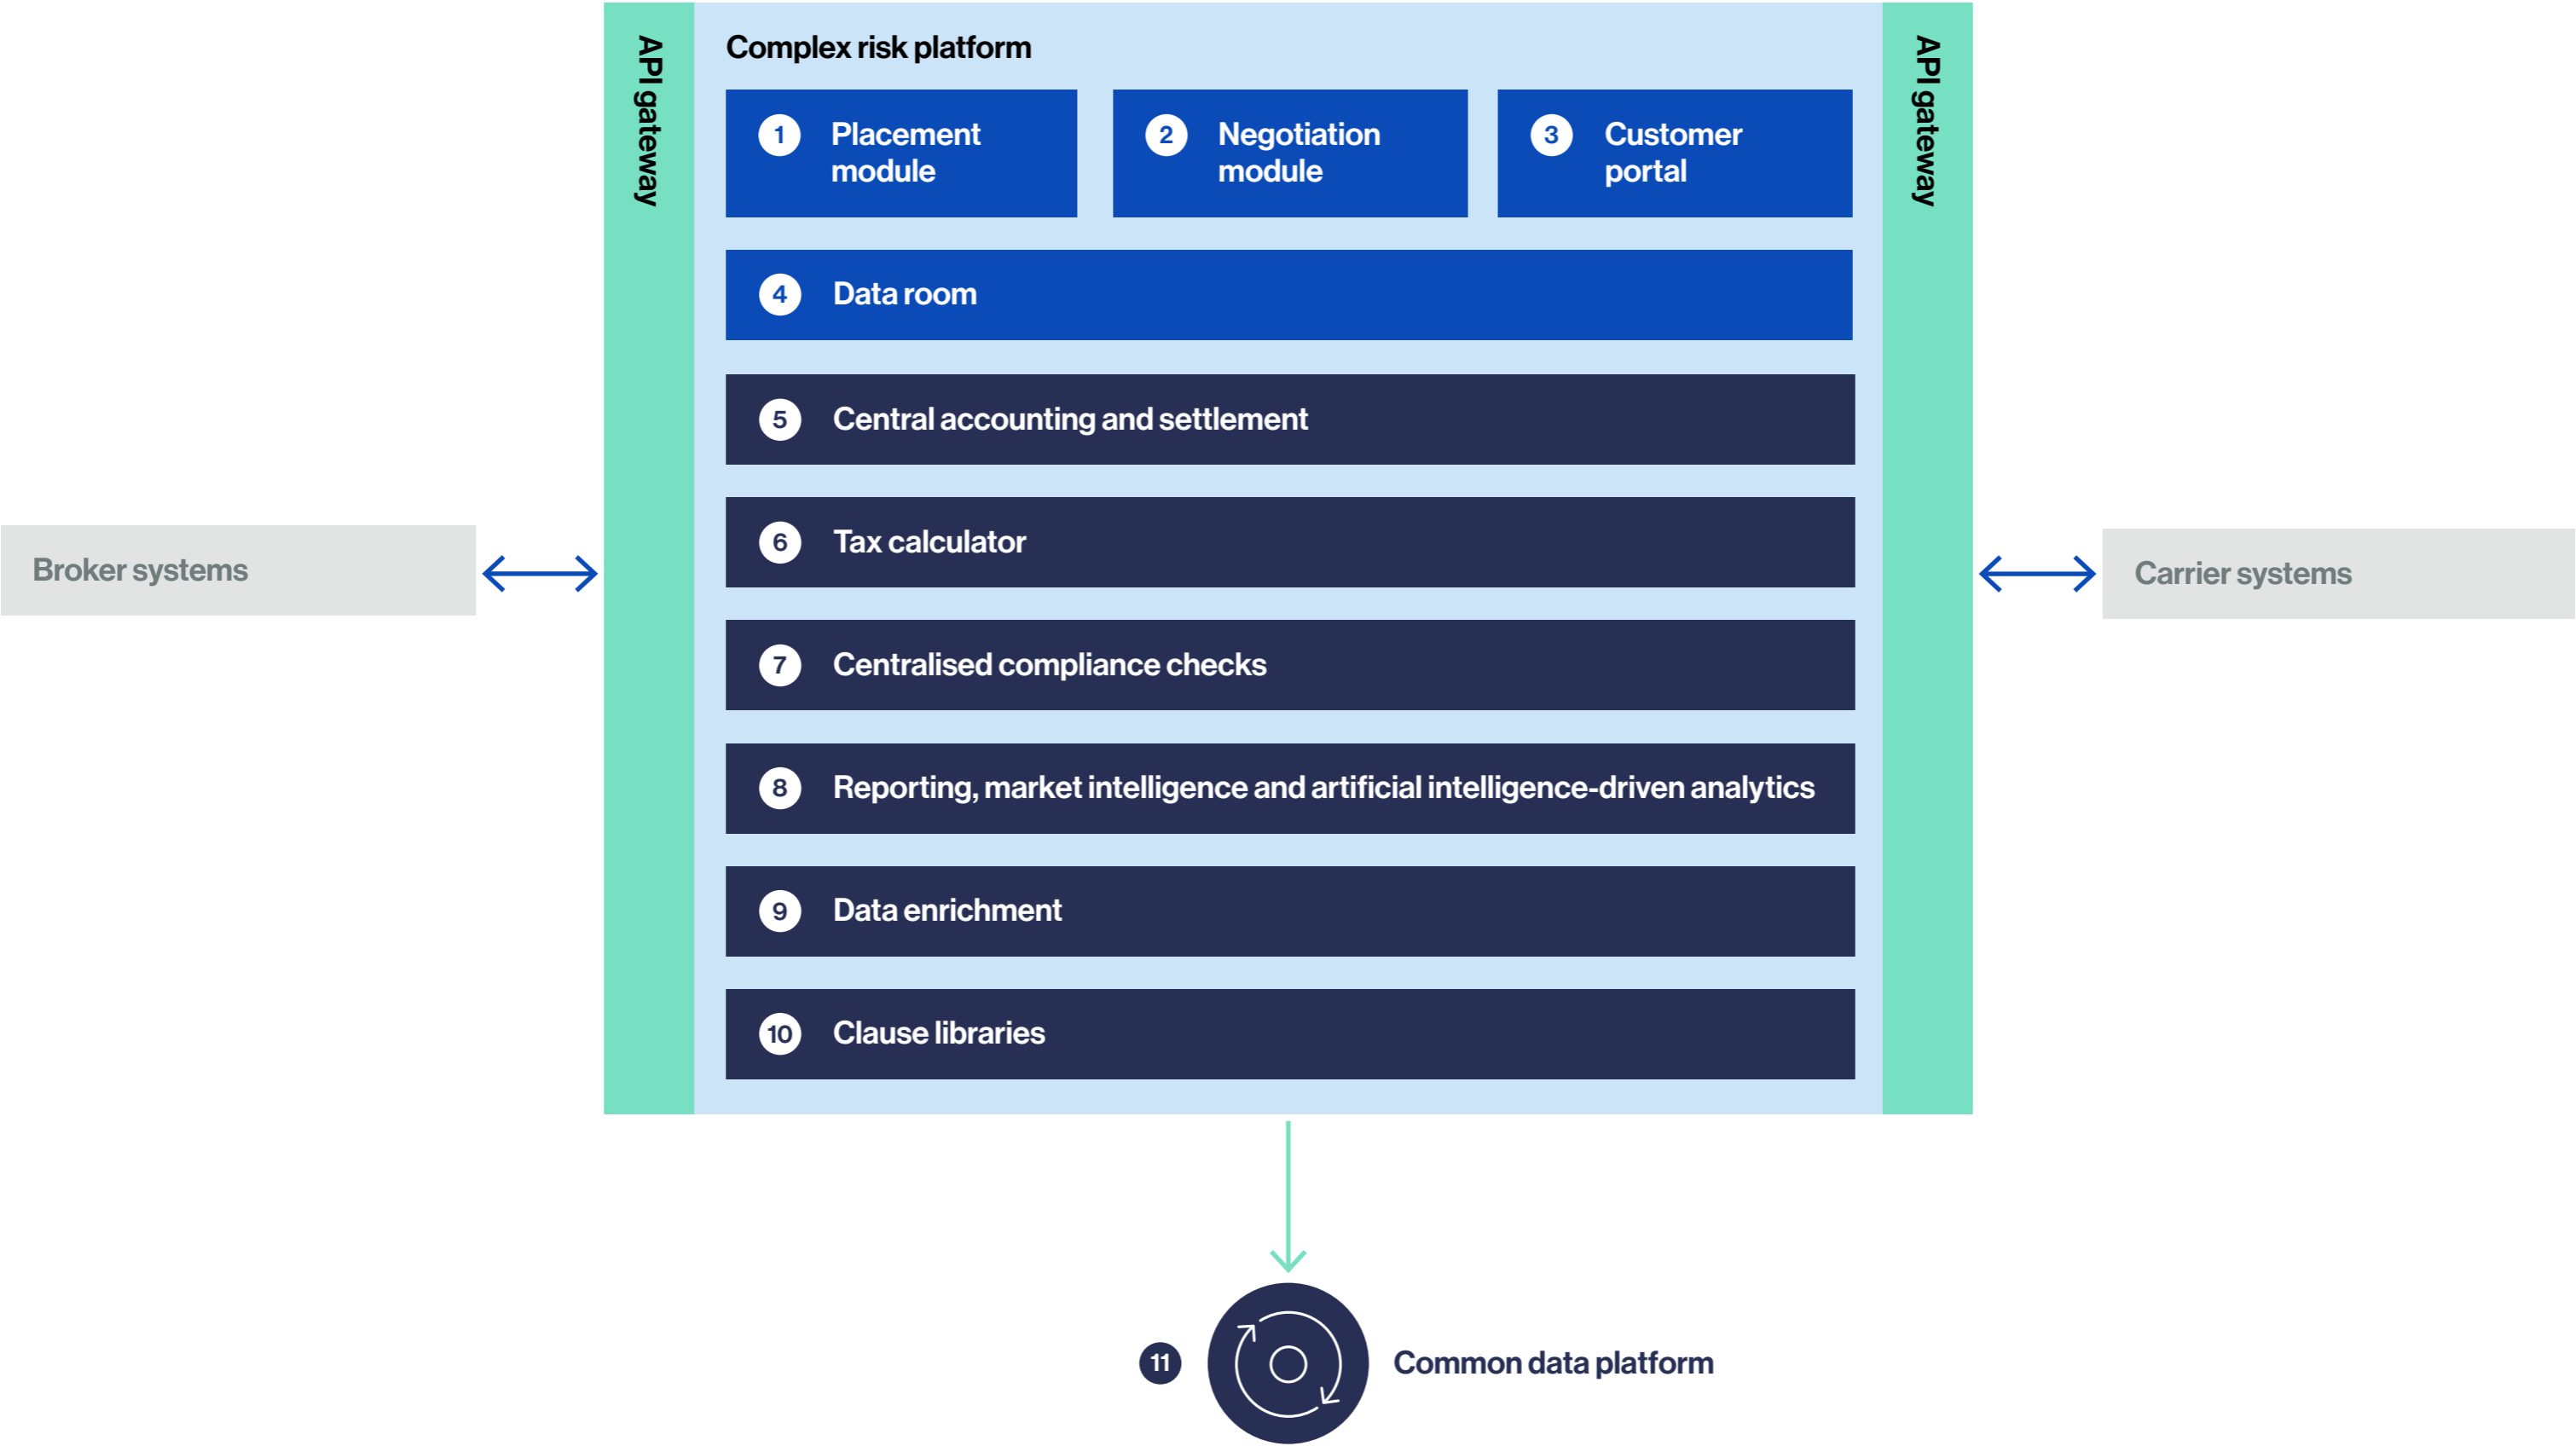 API gateway
Complex risk platform
API gateway
1
Placement
module
2
Negotiation
module
3
Customer
portal
4
Data room
5
Central accounting and settlement
6
Tax calculator
Broker systems
Carrier systems
7
Centralised compliance checks
8
Reporting, market intelligence and artificial intelligence-driven analytics
9
Data enrichment
10
Clause libraries
11
Common data platform